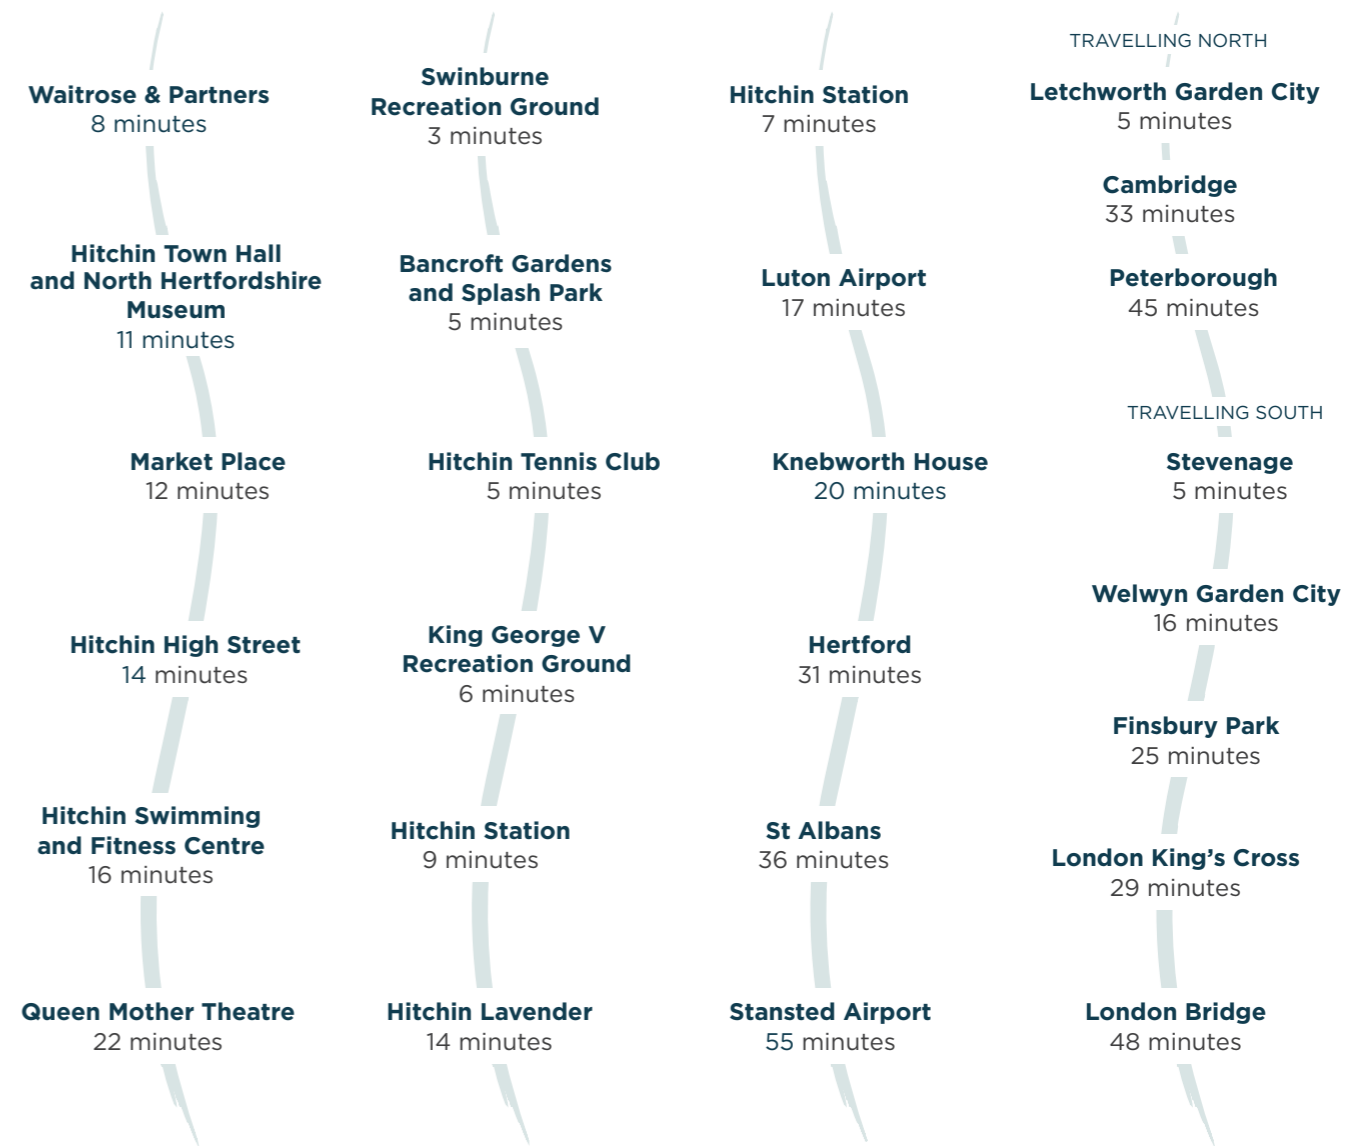 Waitrose & Partners
8 minutes
Hitchin Town Hall
and North Hertfordshire
Museum
11 minutes
Market Place
12 minutes
Hitchin High Street
14 minutes
Hitchin Swimming
and Fitness Centre
16 minutes
Queen Mother Theatre
22 minutes
Swinburne
Recreation Ground
3 minutes
Bancroft Gardens
and Splash Park
5 minutes
Hitchin Tennis Club
5 minutes
King George V
Recreation Ground
6 minutes
Hitchin Station
9 minutes
Hitchin Lavender
14 minutes
Hitchin Station
7 minutes
Luton Airport
17 minutes
Knebworth House
20 minutes
Hertford
31 minutes
St Albans
36 minutes
Stansted Airport
55 minutes
TRAVELLING NORTH
Letchworth Garden City
5 minutes
Cambridge
33 minutes
Peterborough
45 minutes
TRAVELLING SOUTH
Stevenage
5 minutes
Welwyn Garden City
16 minutes
Finsbury Park
25 minutes
London King’s Cross
29 minutes
London Bridge
48 minutes